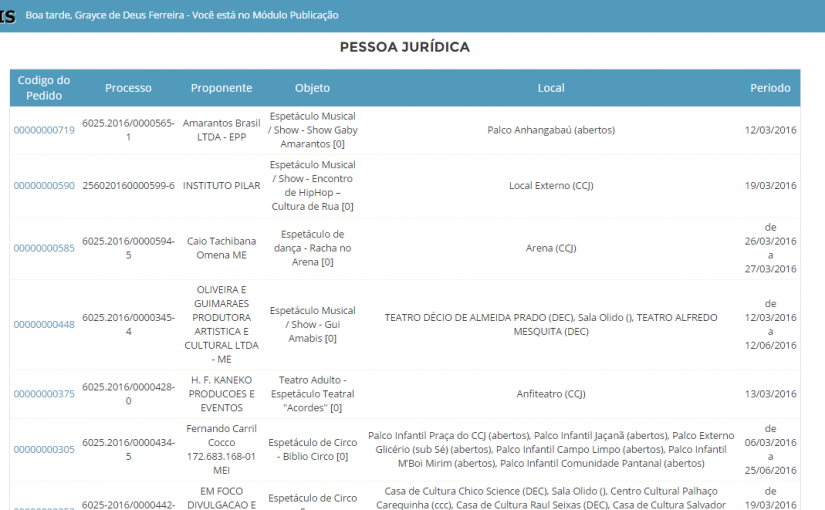 IS Boa tarde, Grayce de Deus Ferreira - Você está no Módulo Publicação
PESSOA JURÍDICA
Codigo do
Pedido
Processo
Proponente
Objeto
Local
Periodo
00000000719
6025.2016/0000565-
1
Amarantos Brasil
LTDA - EPP
Espetáculo Musical
/ Show - Show Gaby
Amarantos [0]
Palco Anhangabaú (abertos)
12/03/2016
00000000590
256020160000599-6
INSTITUTO PILAR
Espetáculo Musical
/ Show - Encontro
de HipHop –
Cultura de Rua [0]
Local Externo (CCJ)
19/03/2016
00000000585
6025.2016/0000594-
5
Caio Tachibana
Omena ME
Espetáculo de
dança - Racha no
Arena [0]
Arena (CCJ)
de
26/03/2016
a
27/03/2016
00000000448
6025.2016/0000345-
4
OLIVEIRA E
GUIMARAES
PRODUTORA
ARTISTICA E
CULTURAL LTDA
- ME
Espetáculo Musical
/ Show - Gui
Amabis [0]
TEATRO DÉCIO DE ALMEIDA PRADO (DEC), Sala Olido (), TEATRO ALFREDO
MESQUITA (DEC)
de
12/03/2016
a
12/06/2016
00000000375
6025.2016/0000428-
0
H. F. KANEKO
PRODUCOES E
EVENTOS
Teatro Adulto -
Espetáculo Teatral
"Acordes" [0]
Anfiteatro (CCJ)
13/03/2016
00000000305
6025.2016/0000434-
5
Fernando Carril
Cocco
172.683.168-01
MEI
Espetáculo de Circo
- Biblio Circo [0]
Palco Infantil Praça do CCJ (abertos), Palco Infantil Jaçanã (abertos), Palco Externo
Glicério (sub Sé) (abertos), Palco Infantil Campo Limpo (abertos), Palco Infantil
M'Boi Mirim (abertos), Palco Infantil Comunidade Pantanal (abertos)
de
06/03/2016
a
25/06/2016
6025-2016/0000442-
EM FOCO
DIVULGACAO E
Espetáculo de Circo
Casa de Cultura Chico Science (DEC), Sala Olido (), Centro Cultural Palhaço
Carequinha (ccc), Casa de Cultura Raul Seixas (DEC), Casa de Cultura Salvador
de
19/03/2016